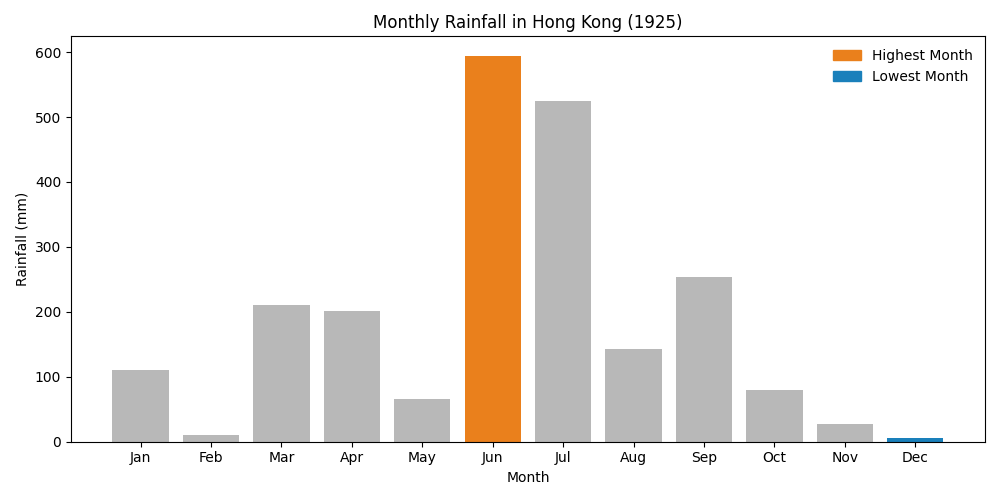 Monthly Rainfall in Hong Kong (1925)
Highest Month
Lowest Month
Rainfall (mm)
600
500
400
300
200
100
0
Jan Feb Mar Apr May Jun Jul Aug Sep Oct Nov Dec
Month